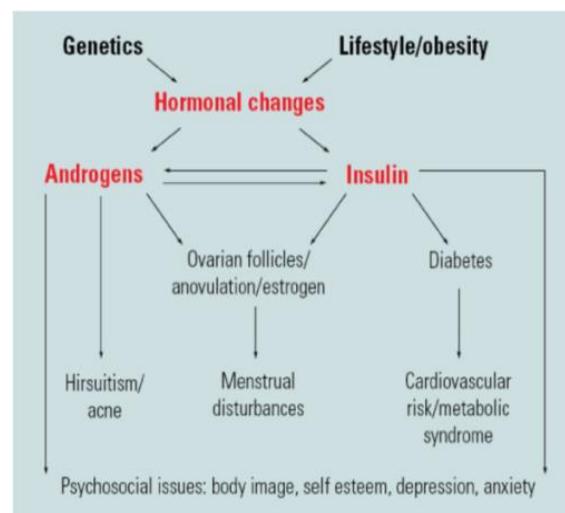 Genetics
Lifestyle/obesity
Hormonal changes
Androgens
Insulin
Ovarian follicles/
anovulation/estrogen
Diabetes
Hirsuitism/
acne
Menstrual
disturbances
Cardiovascular
risk/metabolic
syndrome
Psychosocial issues: body image, self esteem, depression, anxiety